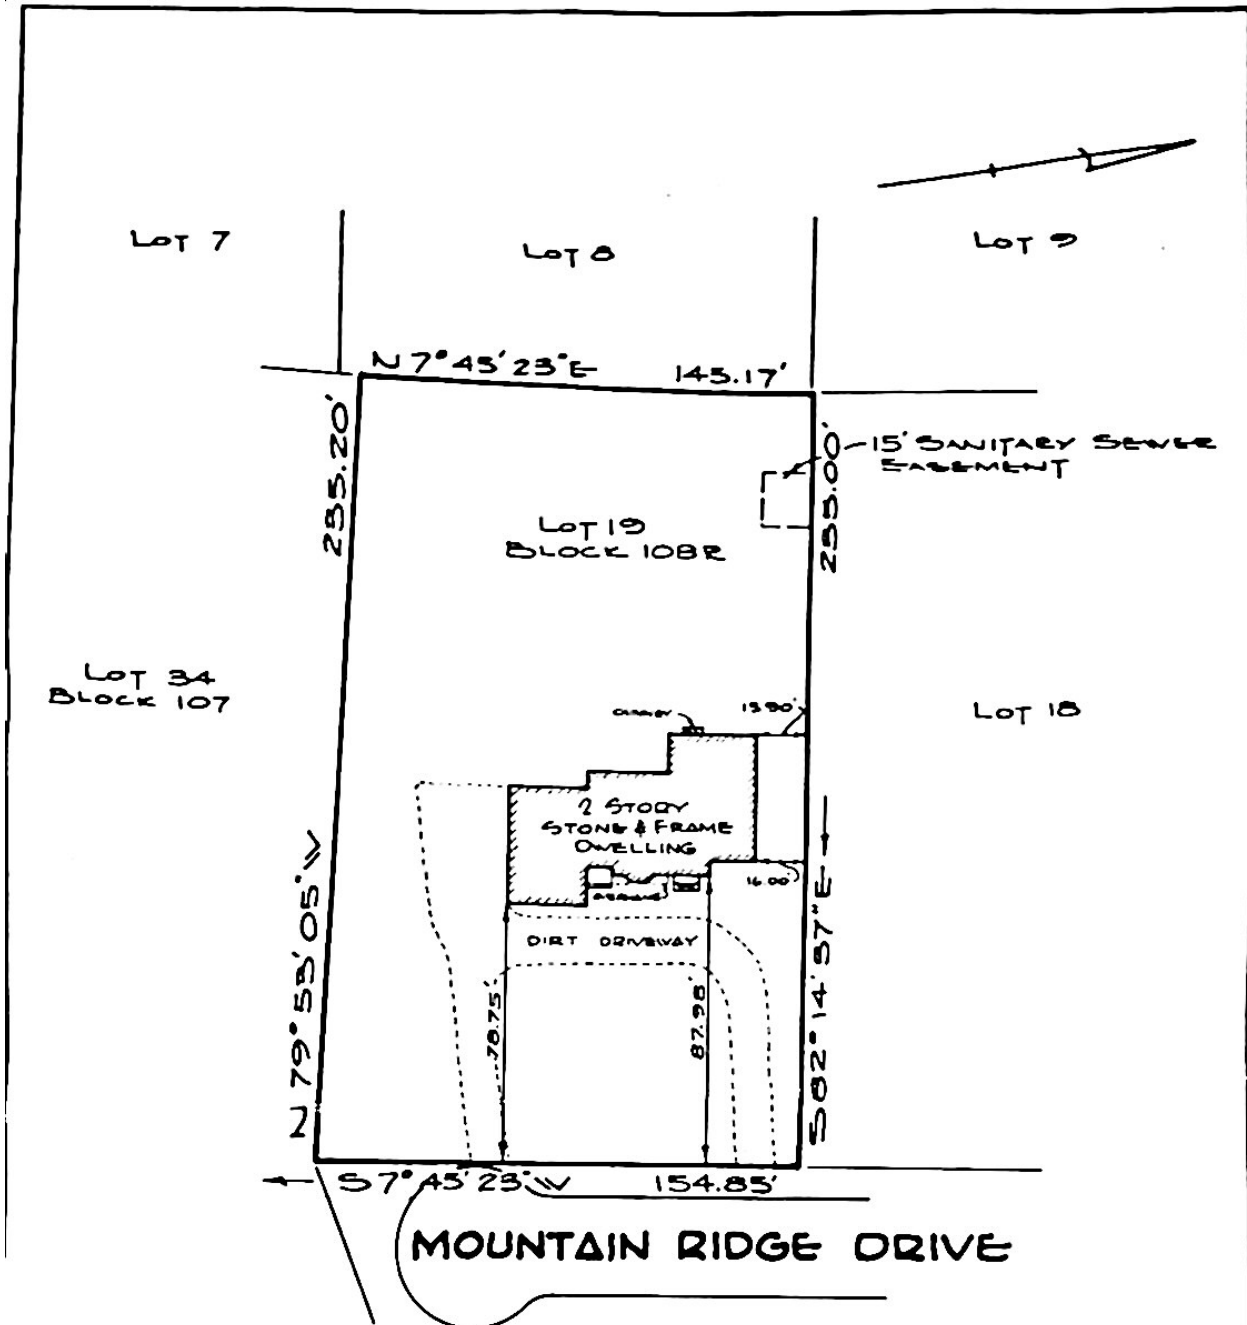 LOT 7
LOT 8
LOT 9
N 7° 45' 23" E
145.17'
235.20'
235.00'
15' SANITARY SEWER
EASEMENT
LOT 19
BLOCK 108R
LOT 34
BLOCK 107
LOT 18
CHIMNEY
15.90'
2 STORY
STONE & FRAME
DWELLING
16.00'
OVERHANG
DIRT DRIVEWAY
N 79° 53' 05" W
78.75'
87.98'
S 82° 14' 37" E
S 7° 45' 23" W
154.85'
MOUNTAIN RIDGE DRIVE